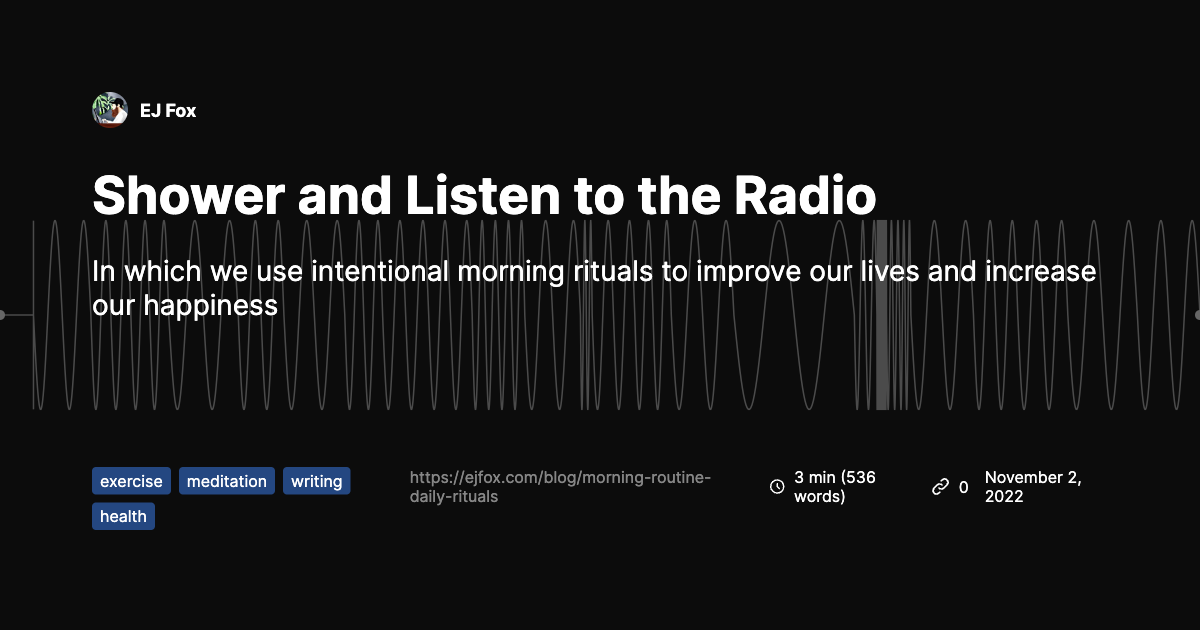 EJ Fox
Shower and Listen to the Radio
In which we use intentional morning rituals to improve our lives and increase
our happiness
exercise meditation writing
health
https://ejfox.com/blog/morning-routine-
daily-rituals
3 min (536
words)
0
November 2,
2022